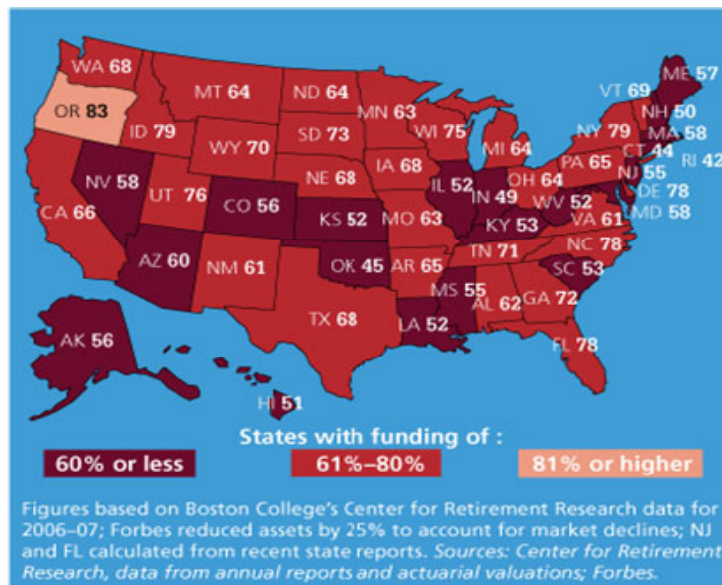 WA 68
ME 57
VT 69
MT 64
ND 64
NH 50
OR 83
MN 63
MA 58
ID 79
WI 75
NY 79
CT 44
SD 73
MI 64
RI 42
WY 70
PA 65
NJ 55
IA 68
OH 64
DE 78
NV 58
NE 68
IL 52
IN 49
WV 52
MD 58
UT 76
CO 56
VA 61
CA 66
KS 52
MO 63
KY 53
NC 78
TN 71
AZ 60
NM 61
OK 45
AR 65
SC 53
MS 55
AL 62
GA 72
TX 68
LA 52
AK 56
FL 78
HI 51
States with funding of :
60% or less
61%–80%
81% or higher
Figures based on Boston College's Center for Retirement Research data for
2006–07; Forbes reduced assets by 25% to account for market declines; NJ
and FL calculated from recent state reports. Sources: Center for Retirement
Research, data from annual reports and actuarial valuations; Forbes.